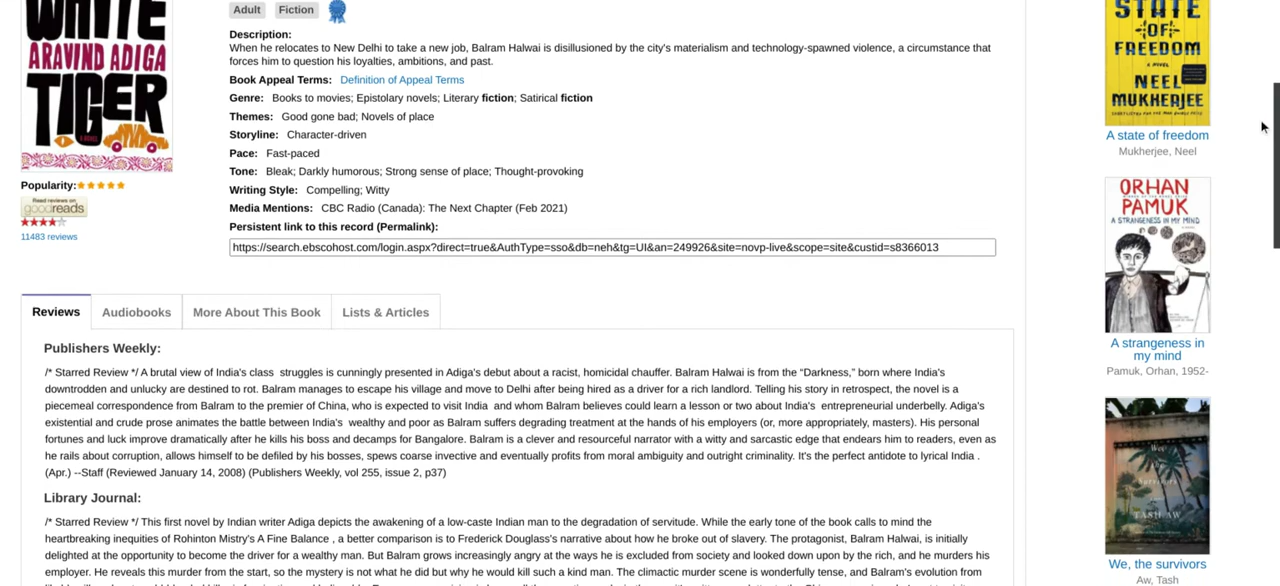 WHITE
ARAVIND ADIGA
TIGER
Popularity:
Read reviews on
goodreads
11483 reviews
Adult Fiction
Description:
When he relocates to New Delhi to take a new job, Balram Halwai is disillusioned by the city's materialism and technology-spawned violence, a circumstance that
forces him to question his loyalties, ambitions, and past.
Book Appeal Terms: Definition of Appeal Terms
Genre: Books to movies; Epistolary novels; Literary fiction; Satirical fiction
Themes: Good gone bad; Novels of place
Storyline: Character-driven
Pace: Fast-paced
Tone: Bleak; Darkly humorous; Strong sense of place; Thought-provoking
Writing Style: Compelling; Witty
Media Mentions: CBC Radio (Canada): The Next Chapter (Feb 2021)
Persistent link to this record (Permalink):
https://search.ebscohost.com/login.aspx?direct=true&AuthType=sso&db=neh&tg=UI&an=249926&site=novp-live&scope=site&custid=s8366013
Reviews Audiobooks More About This Book Lists & Articles
Publishers Weekly:
/* Starred Review */ A brutal view of India's class struggles is cunningly presented in Adiga's debut about a racist, homicidal chauffer. Balram Halwai is from the “Darkness,” born where India's
downtrodden and unlucky are destined to rot. Balram manages to escape his village and move to Delhi after being hired as a driver for a rich landlord. Telling his story in retrospect, the novel is a
piecemeal correspondence from Balram to the premier of China, who is expected to visit India and whom Balram believes could learn a lesson or two about India's entrepreneurial underbelly. Adiga's
existential and crude prose animates the battle between India's wealthy and poor as Balram suffers degrading treatment at the hands of his employers (or, more appropriately, masters). His personal
fortunes and luck improve dramatically after he kills his boss and decamps for Bangalore. Balram is a clever and resourceful narrator with a witty and sarcastic edge that endears him to readers, even as
he rails about corruption, allows himself to be defiled by his bosses, spews coarse invective and eventually profits from moral ambiguity and outright criminality. It's the perfect antidote to lyrical India .
(Apr.) --Staff (Reviewed January 14, 2008) (Publishers Weekly, vol 255, issue 2, p37)
Library Journal:
/* Starred Review */ This first novel by Indian writer Adiga depicts the awakening of a low-caste Indian man to the degradation of servitude. While the early tone of the book calls to mind the
heartbreaking inequities of Rohinton Mistry's A Fine Balance , a better comparison is to Frederick Douglass's narrative about how he broke out of slavery. The protagonist, Balram Halwai, is initially
delighted at the opportunity to become the driver for a wealthy man. But Balram grows increasingly angry at the ways he is excluded from society and looked down upon by the rich, and he murders his
employer. He reveals this murder from the start, so the mystery is not what he did but why he would kill such a kind man. The climactic murder scene is wonderfully tense, and Balram's evolution from
STATE
OF
FREEDOM
A NOVEL
NEEL
MUKHERJEE
A state of freedom
Mukherjee, Neel
ORHAN
PAMUK
A STRANGENESS IN
MY MIND
A strangeness in
my mind
Pamuk, Orhan, 1952-
We,
Survivors
TASH AW
We, the survivors
Aw, Tash